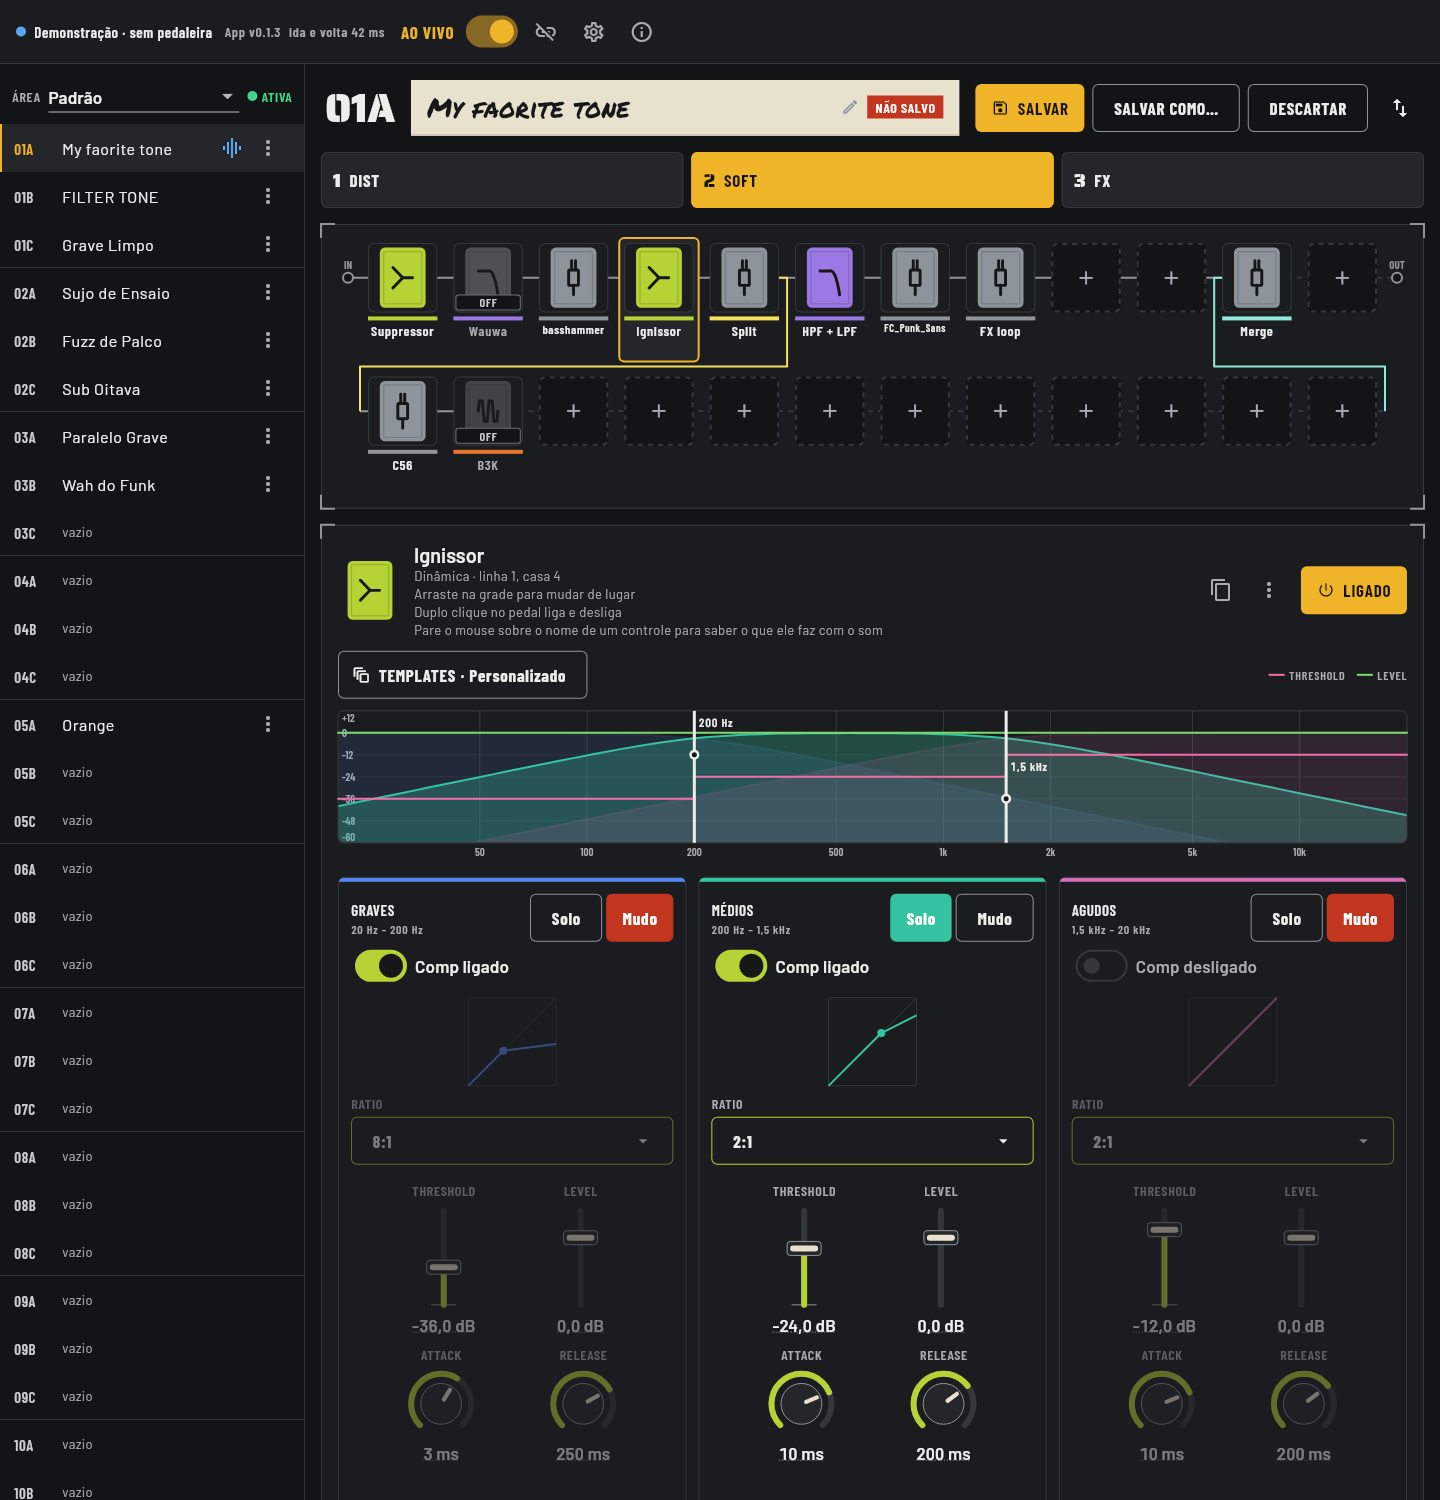 Demonstração · sem pedaleira App v0.1.3 Ida e volta 42 ms AO VIVO
ÁREA Padrão ATIVA
01A My faorite tone
01B FILTER TONE
01C Grave Limpo
02A Sujo de Ensaio
02B Fuzz de Palco
02C Sub Oitava
03A Paralelo Grave
03B Wah do Funk
03C vazio
04A vazio
04B vazio
04C vazio
05A Orange
05B vazio
05C vazio
06A vazio
06B vazio
06C vazio
07A vazio
07B vazio
07C vazio
08A vazio
08B vazio
08C vazio
09A vazio
09B vazio
09C vazio
10A vazio
10B vazio
01A My faorite tone NÃO SALVO SALVAR SALVAR COMO... DESCARTAR
1 DIST 2 SOFT 3 FX
IN OUT
OFF
Suppressor Wauwa basshammer Ignissor Split HPF + LPF FC_Punk_Sans FX loop Merge
OFF
C56 B3K
Ignissor
Dinâmica · linha 1, casa 4
Arraste na grade para mudar de lugar
Duplo clique no pedal liga e desliga
Pare o mouse sobre o nome de um controle para saber o que ele faz com o som
LIGADO
TEMPLATES · Personalizado THRESHOLD LEVEL
+12
0
-12
-24
-36
-48
-60
200 Hz
1,5 kHz
50 100 200 500 1k 2k 5k 10k
GRAVES Solo Mudo
20 Hz – 200 Hz
Comp ligado
RATIO
8:1
THRESHOLD LEVEL
-36,0 dB 0,0 dB
ATTACK RELEASE
3 ms 250 ms
MÉDIOS Solo Mudo
200 Hz – 1,5 kHz
Comp ligado
RATIO
2:1
THRESHOLD LEVEL
-24,0 dB 0,0 dB
ATTACK RELEASE
10 ms 200 ms
AGUDOS Solo Mudo
1,5 kHz – 20 kHz
Comp desligado
RATIO
2:1
THRESHOLD LEVEL
-12,0 dB 0,0 dB
ATTACK RELEASE
10 ms 200 ms